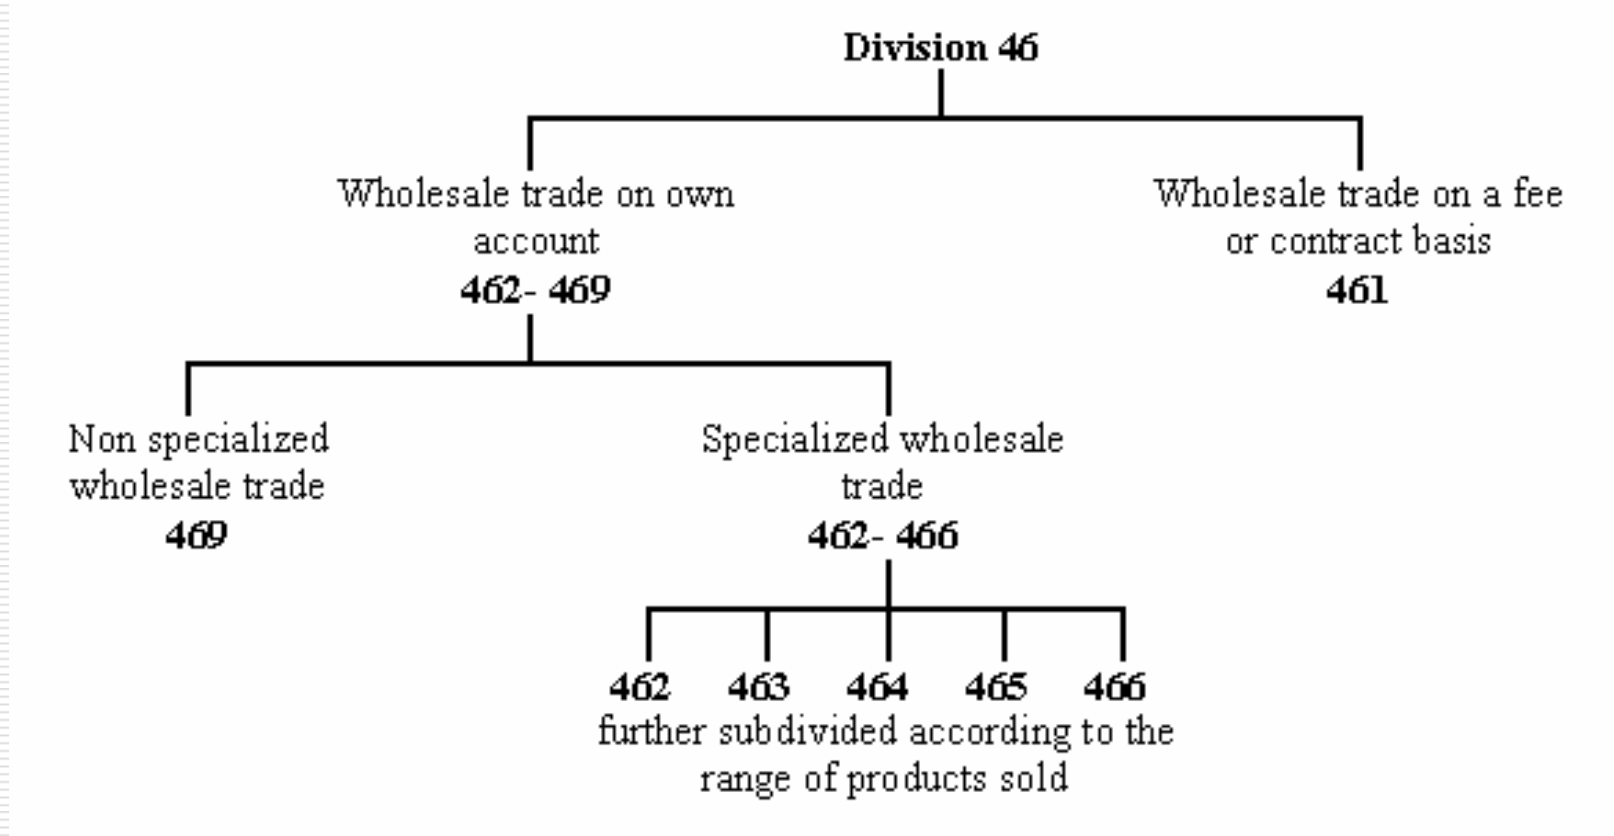 Division 46
Wholesale trade on own
account
462- 469
Wholesale trade on a fee
or contract basis
461
Non specialized
wholesale trade
469
Specialized wholesale
trade
462- 466
462 463 464 465 466
further subdivided according to the
range of products sold